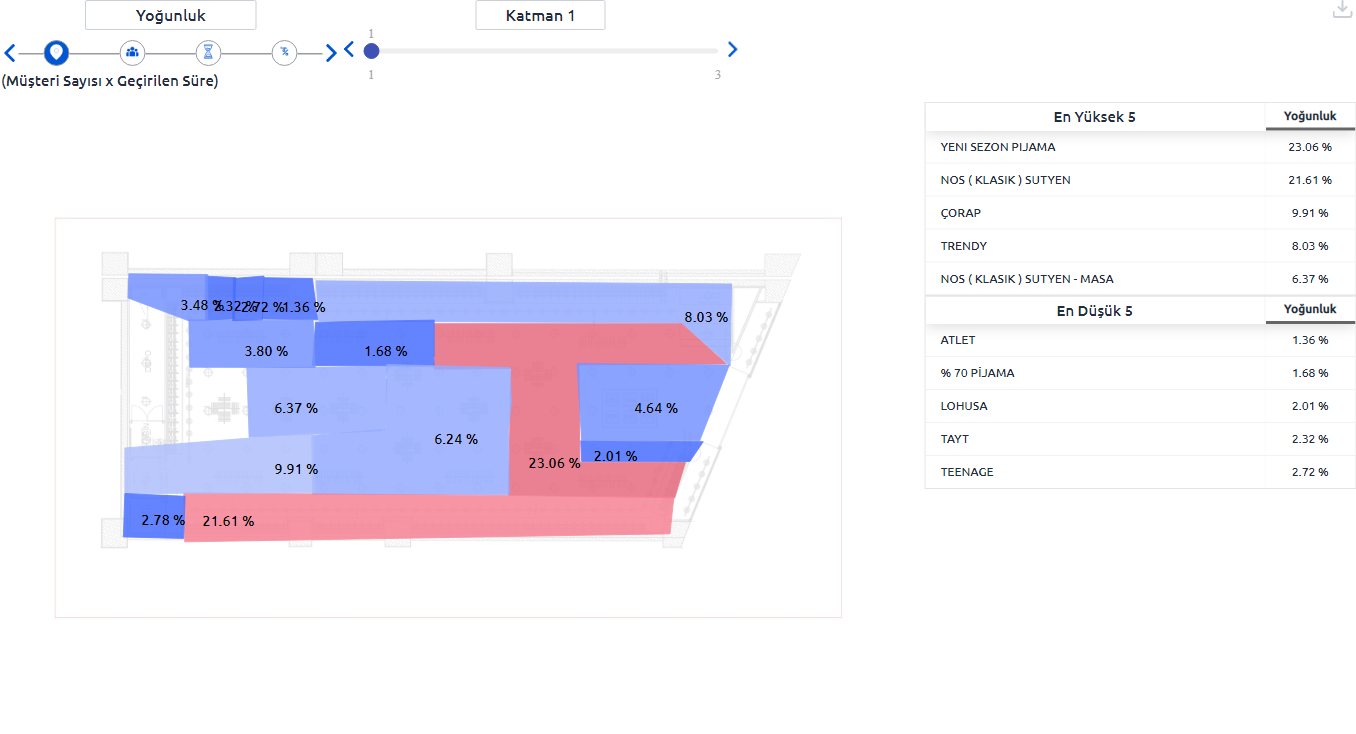 Yoğunluk
Katman 1
1
1
3
(Müşteri Sayısı x Geçirilen Süre)
En Yüksek 5 Yoğunluk
YENI SEZON PIJAMA 23.06 %
NOS ( KLASIK ) SUTYEN 21.61 %
ÇORAP 9.91 %
TRENDY 8.03 %
NOS ( KLASIK ) SUTYEN - MASA 6.37 %
En Düşük 5 Yoğunluk
ATLET 1.36 %
% 70 PİJAMA 1.68 %
LOHUSA 2.01 %
TAYT 2.32 %
TEENAGE 2.72 %
3.48 % 2.32 % 2.72 % 1.36 %
8.03 %
3.80 % 1.68 %
6.37 % 4.64 %
6.24 %
2.01 %
23.06 %
9.91 %
2.78 % 21.61 %